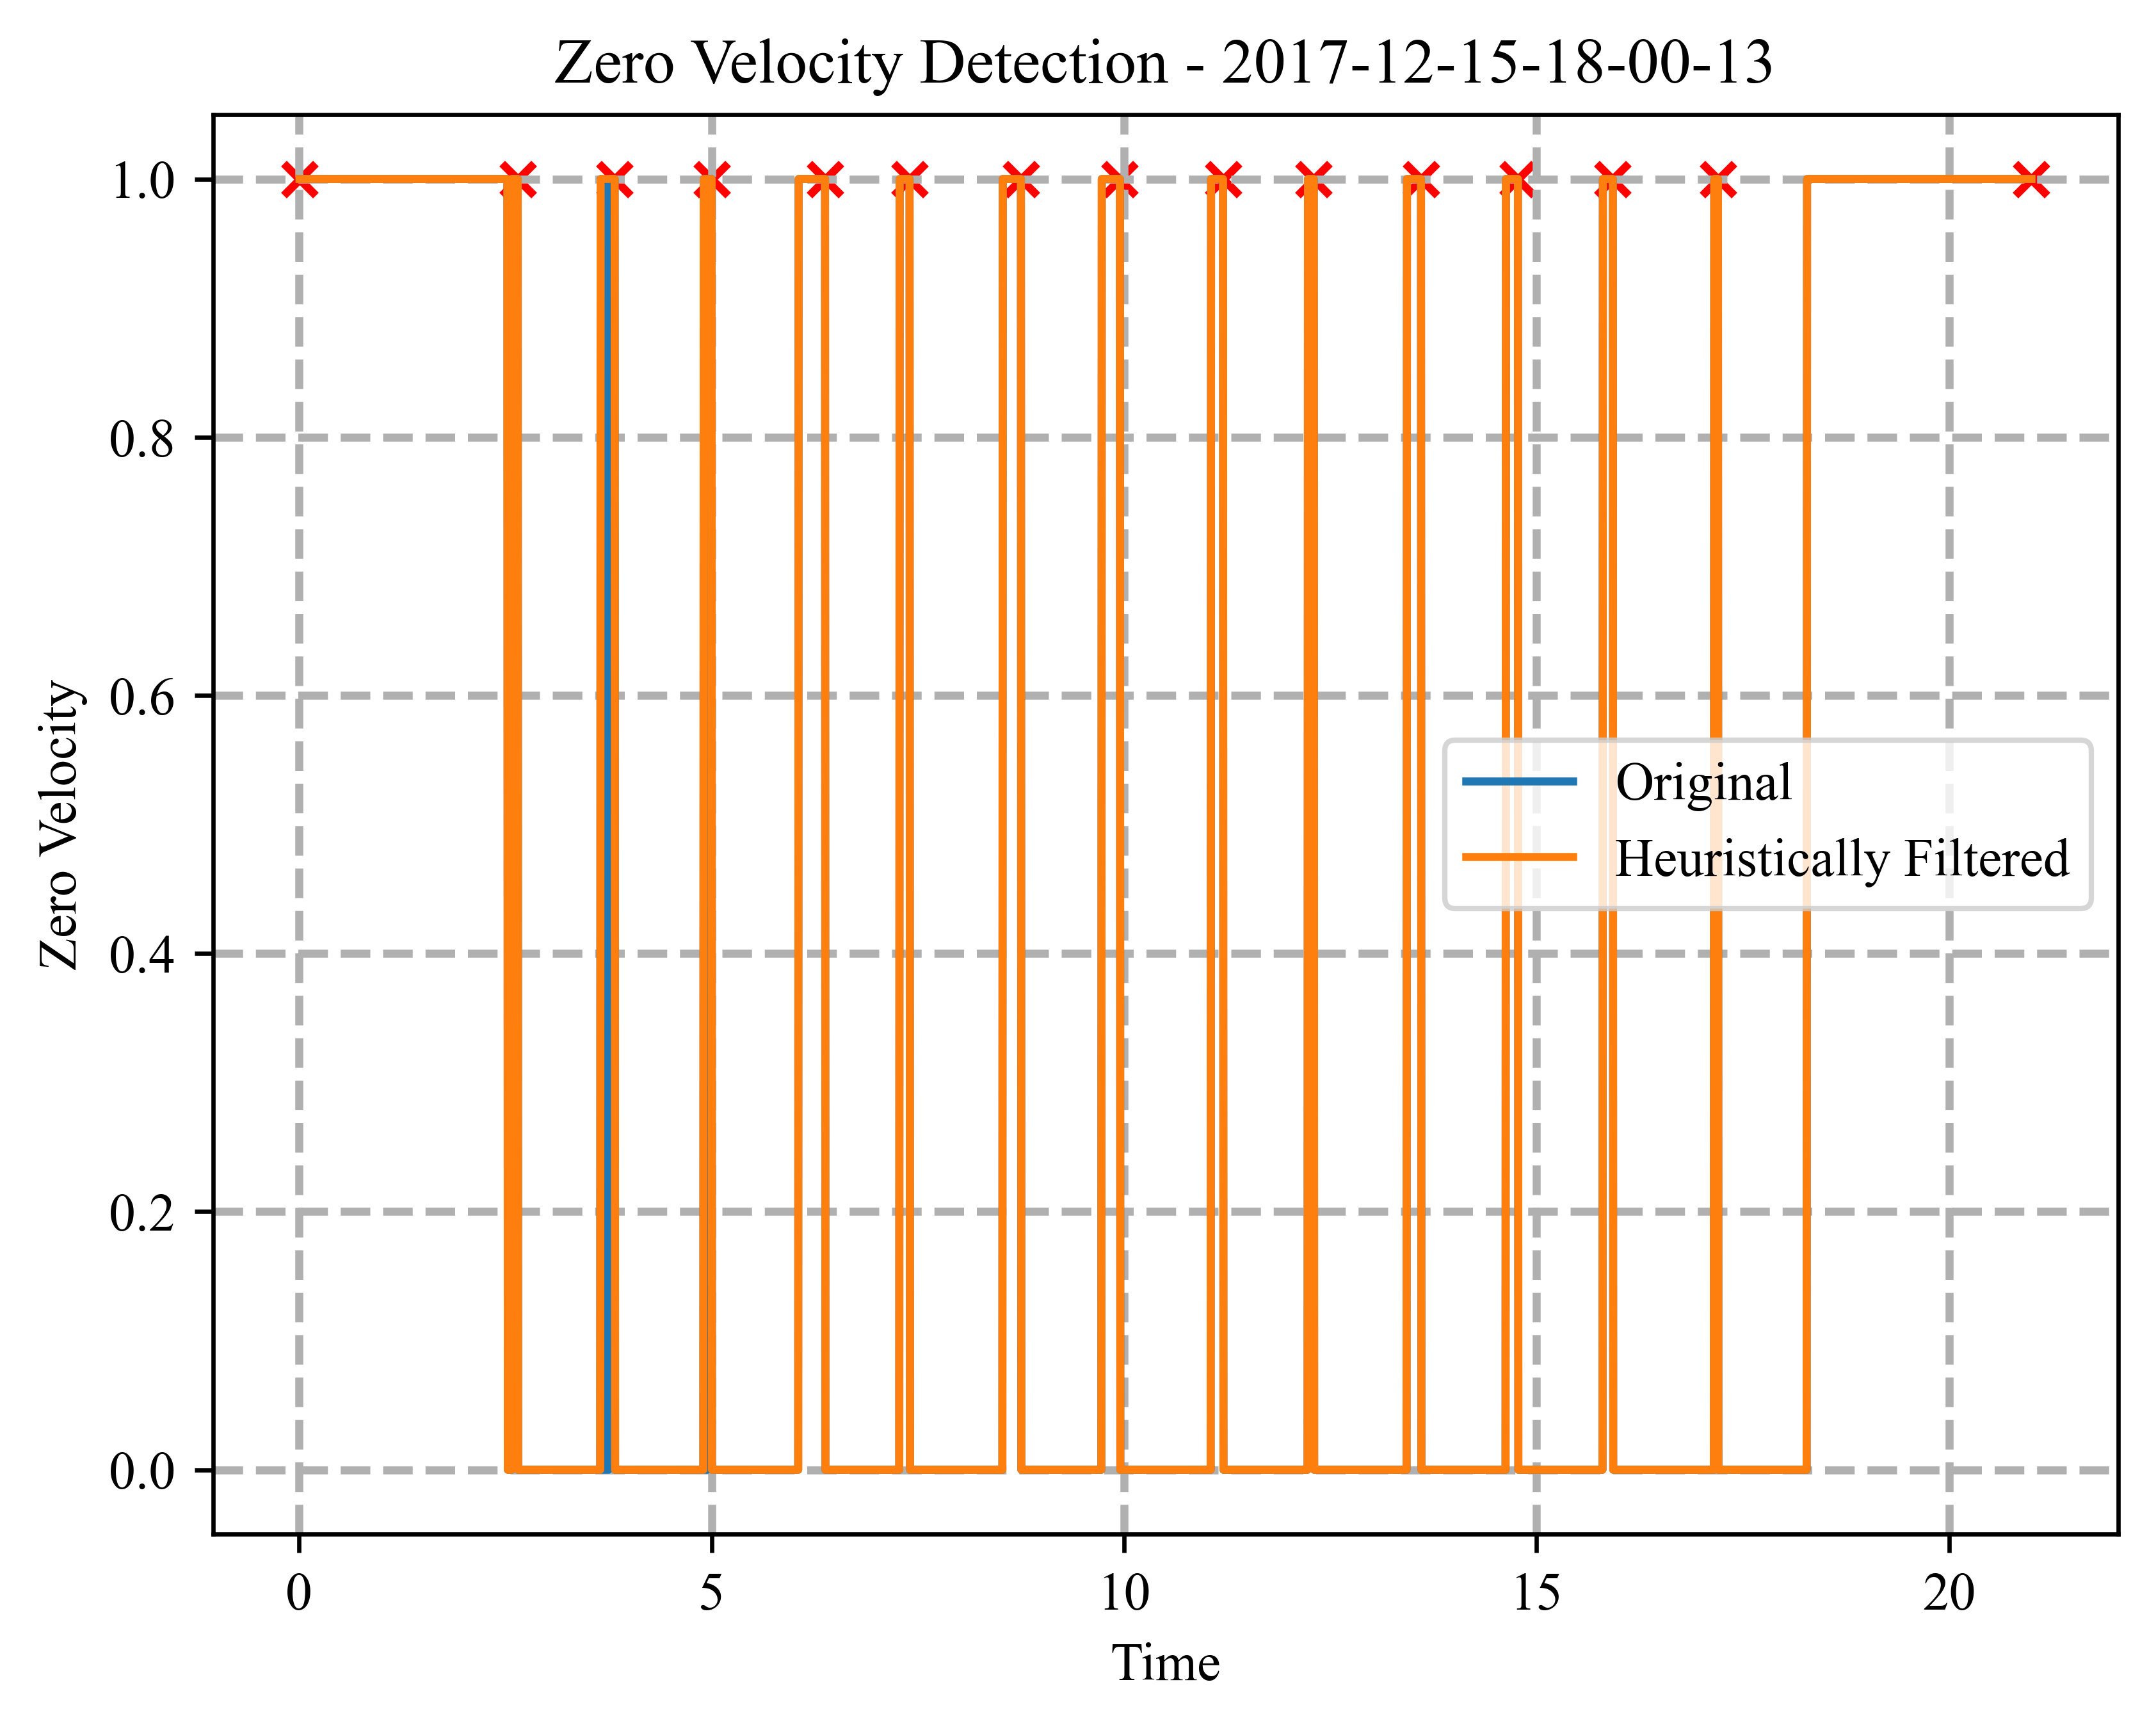 Zero Velocity Detection - 2017-12-15-18-00-13
1.0
0.8
0.6
0.4
0.2
0.0
Zero Velocity
Original
Heuristically Filtered
0 5 10 15 20
Time